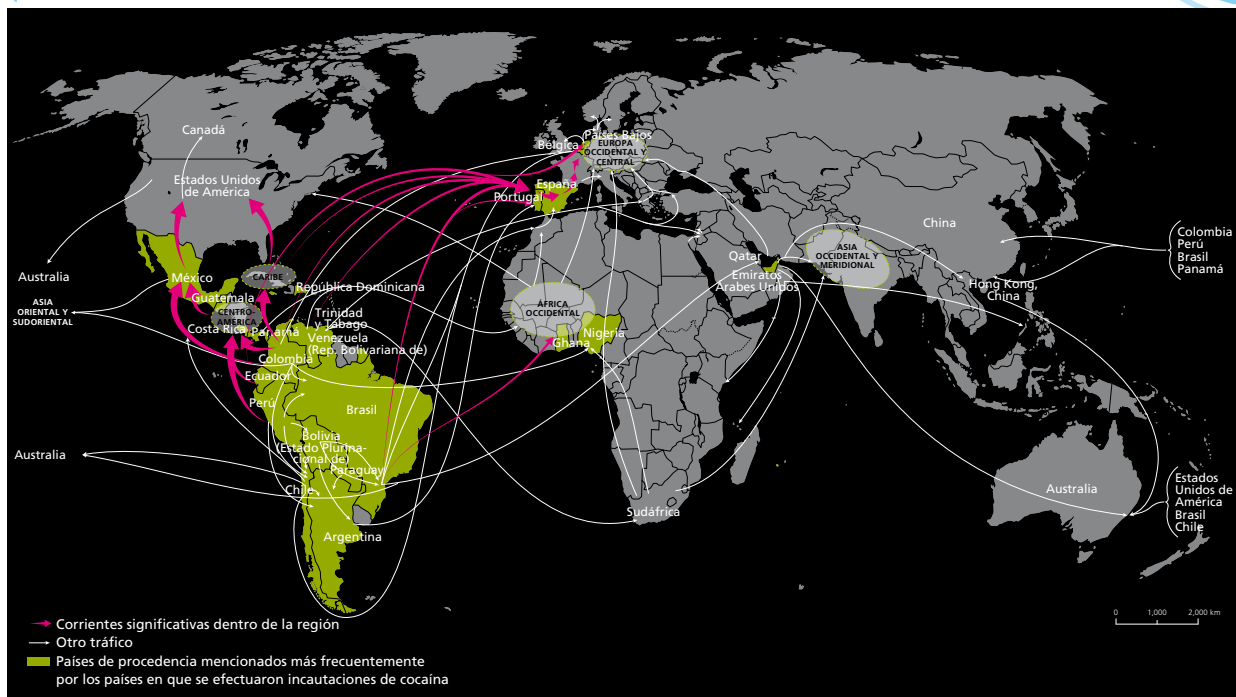 Canadá
Estados Unidos
de América
Australia
ASIA
ORIENTAL Y
SUDORIENTAL
México
Guatemala
CARIBE
República Dominicana
CENTRO-
AMÉRICA
Costa Rica
Panamá
Trinidad
y Tabago
Venezuela
(Rep. Bolivariana de)
Colombia
Ecuador
Perú
Brasil
Bolivia
(Estado Plurina-
cional de)
Paraguay
Australia
Chile
Argentina
Países Bajos
Bélgica
EUROPA
OCCIDENTAL Y
CENTRAL
España
Portugal
ÁFRICA
OCCIDENTAL
Nigeria
Ghana
Sudáfrica
Qatar
Emiratos
Árabes Unidos
ASIA
OCCIDENTAL Y
MERIDIONAL
China
Hong Kong,
China
Colombia
Perú
Brasil
Panamá
Australia
Estados
Unidos de
América
Brasil
Chile
0 1,000 2,000 km
Corrientes significativas dentro de la región
Otro tráfico
Países de procedencia mencionados más frecuentemente
por los países en que se efectuaron incautaciones de cocaína